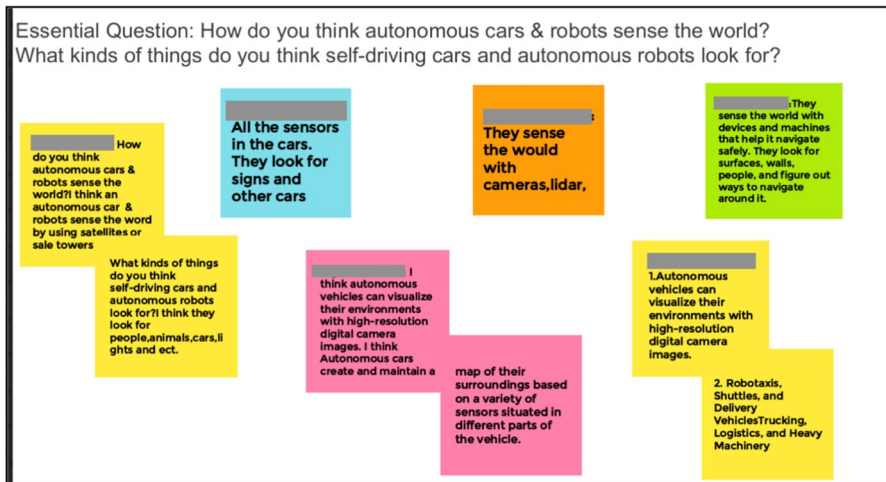 Essential Question: How do you think autonomous cars & robots sense the world?
What kinds of things do you think self-driving cars and autonomous robots look for?
How
do you think
autonomous cars &
robots sense the
world?I think an
autonomous car &
robots sense the word
by using satellites or
sale towers
What kinds of things
do you think
self-driving cars and
autonomous robots
look for?I think they
look for
people,animals,cars,li
ghts and ect.
All the sensors
in the cars.
They look for
signs and
other cars
:
They sense
the would
with
cameras,lidar,
:They
sense the world with
devices and machines
that help it navigate
safely. They look for
surfaces, walls,
people, and figure out
ways to navigate
around it.
I
think autonomous
vehicles can visualize
their environments
with high-resolution
digital camera
images. I think
Autonomous cars
create and maintain a
map of their
surroundings based
on a variety of
sensors situated in
different parts of
the vehicle.
1.Autonomous
vehicles can
visualize their
environments with
high-resolution
digital camera
images.
2. Robotaxis,
Shuttles, and
Delivery
VehiclesTrucking,
Logistics, and Heavy
Machinery